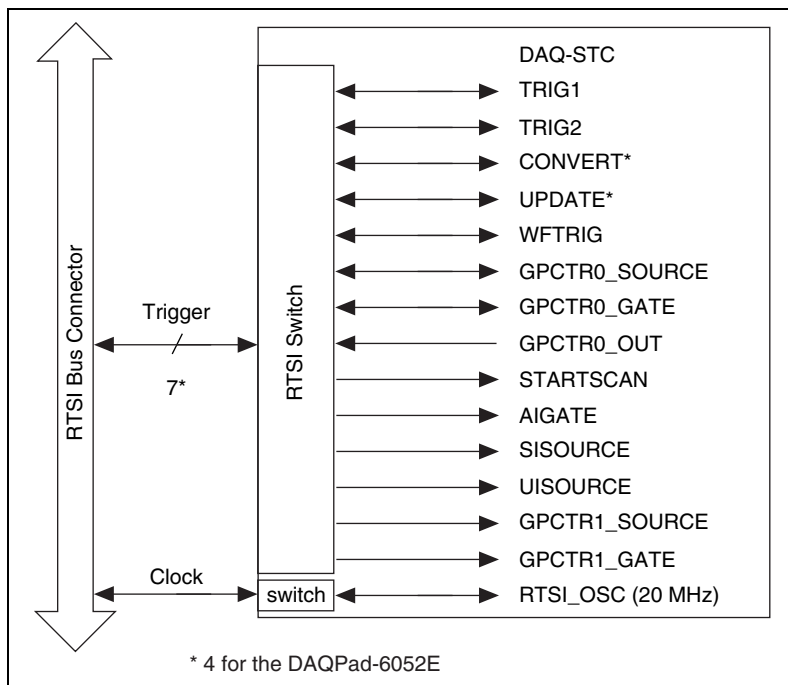 DAQ-STC
TRIG1
TRIG2
CONVERT*
UPDATE*
WFTRIG
GPCTR0_SOURCE
GPCTR0_GATE
GPCTR0_OUT
STARTSCAN
AIGATE
SISOURCE
UISOURCE
GPCTR1_SOURCE
GPCTR1_GATE
RTSI_OSC (20 MHz)
RTSI Bus Connector
Trigger
7*
Clock
RTSI Switch
switch
* 4 for the DAQPad-6052E